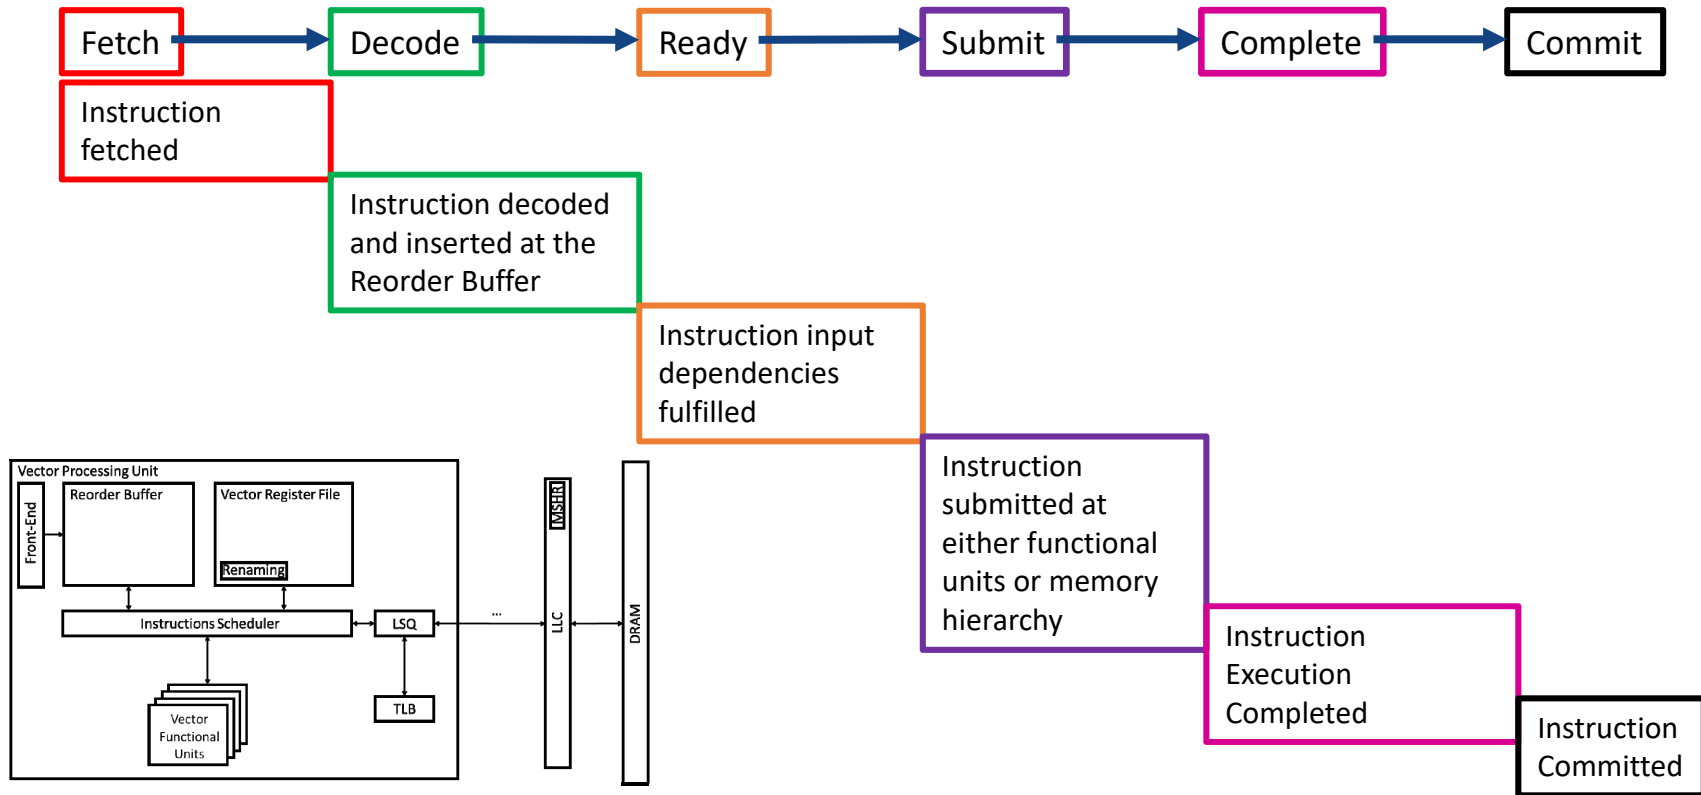 Fetch
Decode
Ready
Submit
Complete
Commit
Instruction
fetched
Instruction decoded
and inserted at the
Reorder Buffer
Instruction input
dependencies
fulfilled
Instruction
submitted at
either functional
units or memory
hierarchy
Instruction
Execution
Completed
Instruction
Committed
Vector Processing Unit
Front-End
Reorder Buffer
Vector Register File
Renaming
Instructions Scheduler
LSQ
TLB
Vector
Functional
Units
...
MSHR
LLC
DRAM